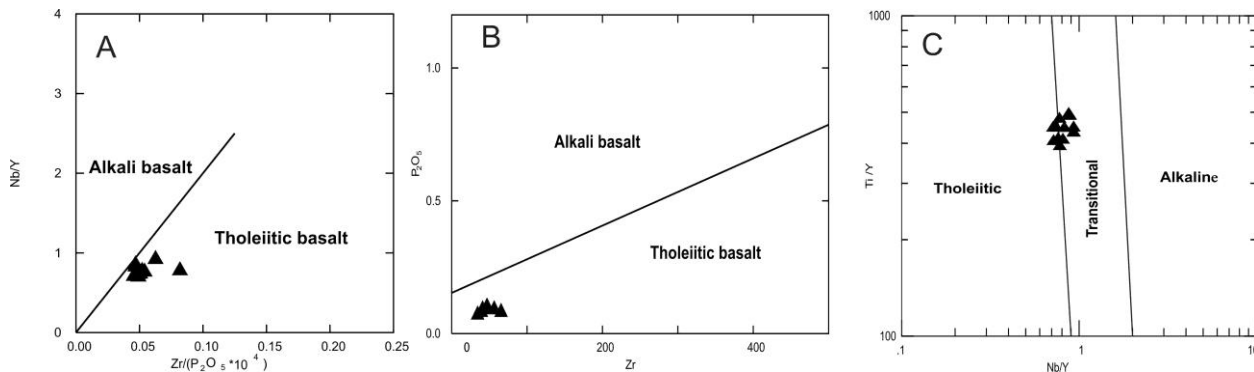 A
4
3
2
1
0
Nb/Y
Alkali basalt
Tholeiitic basalt
0.00 0.05 0.10 0.15 0.20 0.25
Zr/(P₂O₅*10⁴)
B
1.0
0.5
0.0
P₂O₅
Alkali basalt
Tholeiitic basalt
0 200 400
Zr
C
1000
100
Ti/Y
Tholeiitic
Transitional
Alkaline
.1 1 10
Nb/Y